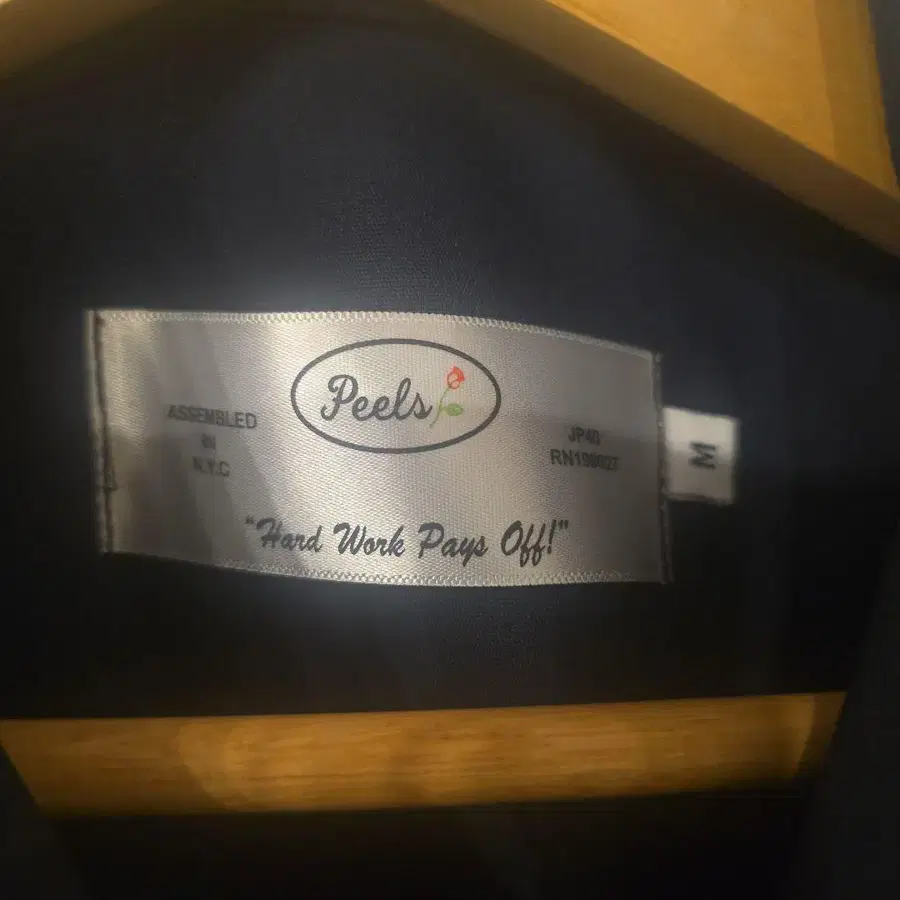 Peels
ASSEMBLED
IN
N.Y.C
JP40
"Hard Work Pays Off!"
M